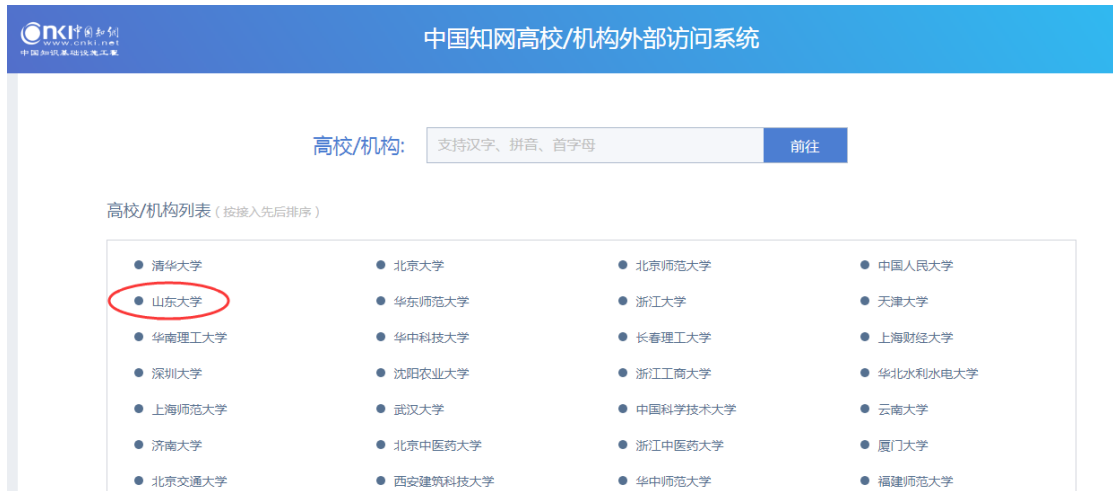 cnki中国知网
www.cnki.net
中国知识基础设施工程
中国知网高校/机构外部访问系统
高校/机构: 支持汉字、拼音、首字母 前往
高校/机构列表 ( 按接入先后排序 )
清华大学 北京大学 北京师范大学 中国人民大学
山东大学 华东师范大学 浙江大学 天津大学
华南理工大学 华中科技大学 长春理工大学 上海财经大学
深圳大学 沈阳农业大学 浙江工商大学 华北水利水电大学
上海师范大学 武汉大学 中国科学技术大学 云南大学
济南大学 北京中医药大学 浙江中医药大学 厦门大学
北京交通大学 西安建筑科技大学 华中师范大学 福建师范大学